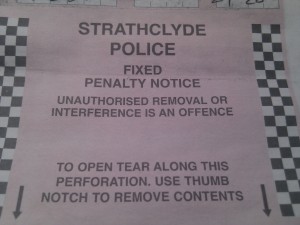 STRATHCLYDE
POLICE
FIXED
PENALTY NOTICE
UNAUTHORISED REMOVAL OR
INTERFERENCE IS AN OFFENCE
TO OPEN TEAR ALONG THIS
PERFORATION. USE THUMB
NOTCH TO REMOVE CONTENTS